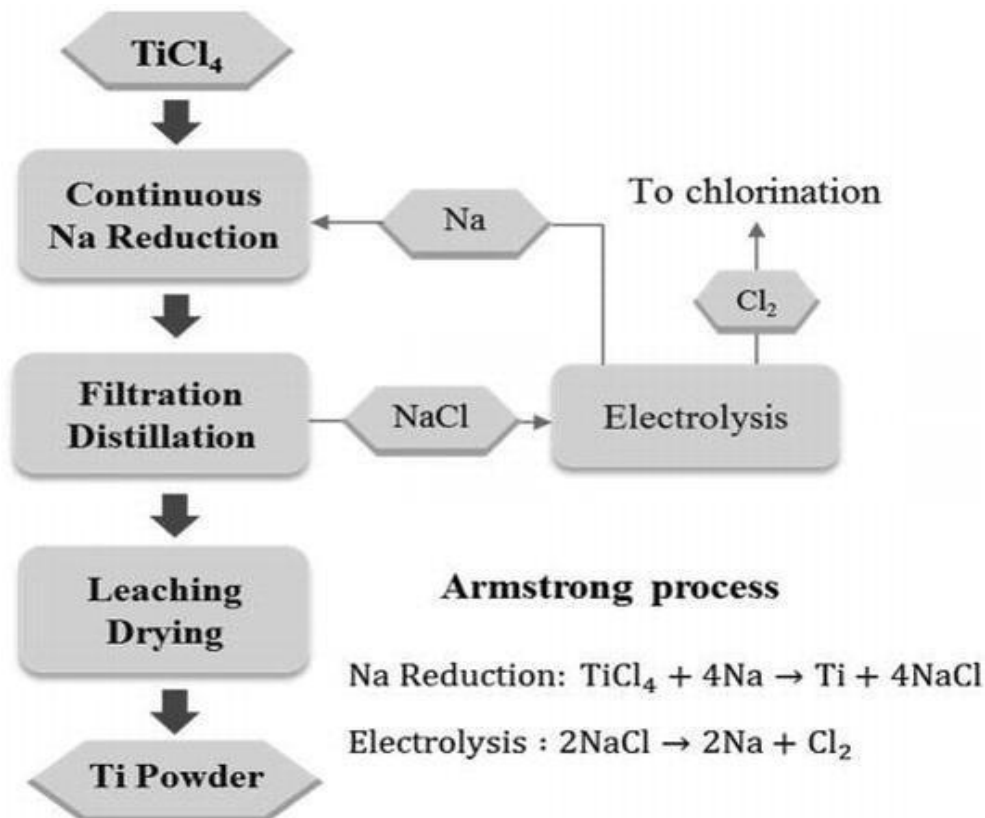 TiCl₄
Continuous
Na Reduction
Na
To chlorination
Cl₂
Filtration
Distillation
NaCl
Electrolysis
Leaching
Drying
Armstrong process
Na Reduction: TiCl₄ + 4Na → Ti + 4NaCl
Electrolysis : 2NaCl → 2Na + Cl₂
Ti Powder